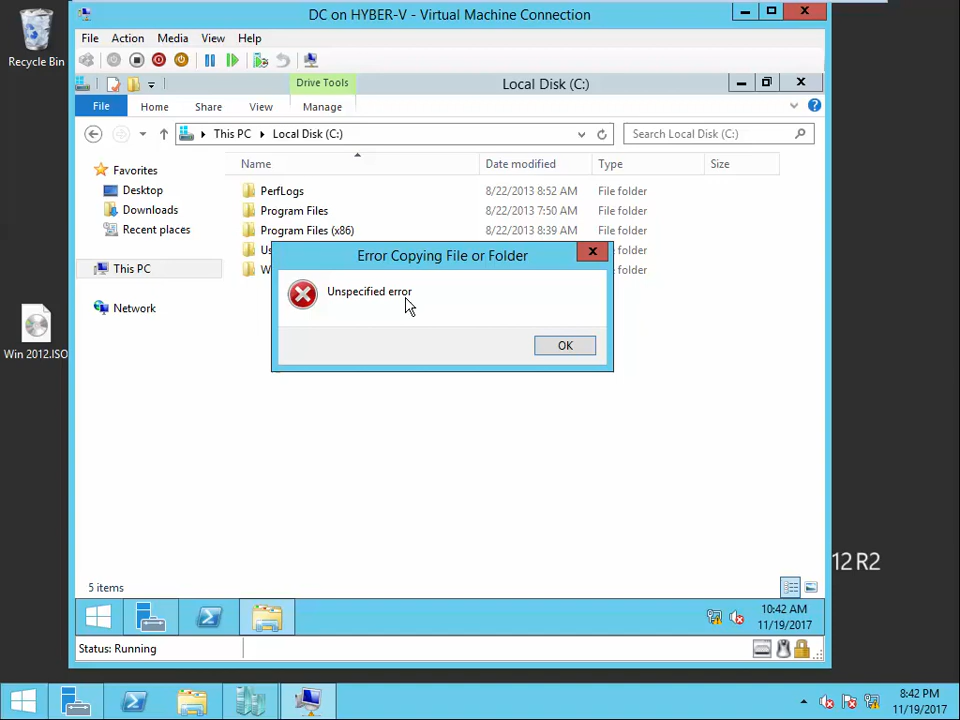 Recycle Bin
Win 2012.ISO
DC on HYBER-V - Virtual Machine Connection
File Action Media View Help
Drive Tools
Local Disk (C:)
File Home Share View Manage
This PC Local Disk (C:)
Search Local Disk (C:)
Name Date modified Type Size
Favorites
Desktop
Downloads
Recent places
This PC
Network
PerfLogs 8/22/2013 8:52 AM File folder
Program Files 8/22/2013 7:50 AM File folder
Program Files (x86) 8/22/2013 8:39 AM File folder
Us le folder
W le folder
Error Copying File or Folder
Unspecified error
OK
5 items
12 R2
10:42 AM
11/19/2017
Status: Running
8:42 PM
11/19/2017